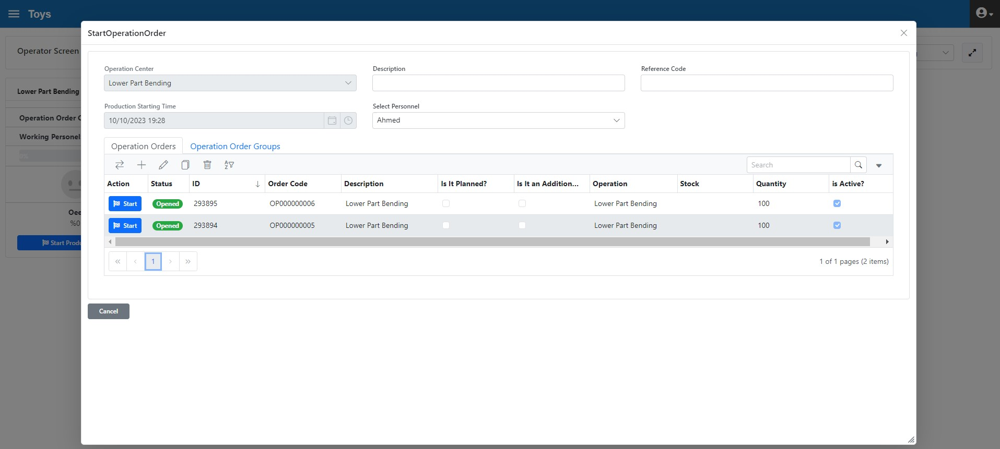 Toys
StartOperationOrder
Operator Screen
Operation Center
Description
Reference Code
Lower Part Bending
Lower Part Bending
Production Starting Time
Select Personnel
10/10/2023 19:28
Ahmed
Operation Order
Working Personel
0%
Oee
%0
Start
Operation Orders
Operation Order Groups
Search
Action
Status
ID
Order Code
Description
Is It Planned?
Is It an Addition...
Operation
Stock
Quantity
is Active?
Start
Opened
293895
OP000000006
Lower Part Bending
Lower Part Bending
100
Start
Opened
293894
OP000000005
Lower Part Bending
Lower Part Bending
100
« ‹ 1 › »
1 of 1 pages (2 items)
Cancel